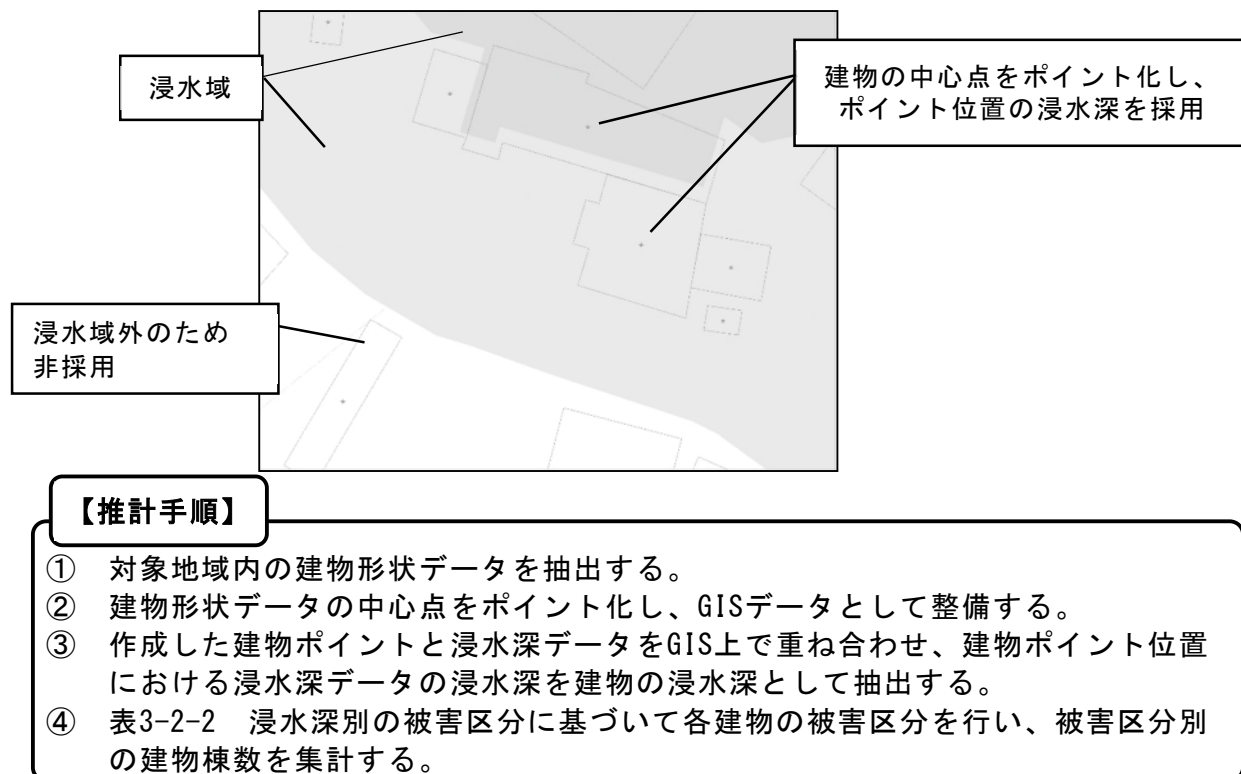 浸水域
建物の中心点をポイント化し、
ポイント位置の浸水深を採用
浸水域外のため
非採用
【推計手順】
① 対象地域内の建物形状データを抽出する。
② 建物形状データの中心点をポイント化し、GISデータとして整備する。
③ 作成した建物ポイントと浸水深データをGIS上で重ね合わせ、建物ポイント位置
における浸水深データの浸水深を建物の浸水深として抽出する。
④ 表3-2-2 浸水深別の被害区分に基づいて各建物の被害区分を行い、被害区分別
の建物棟数を集計する。